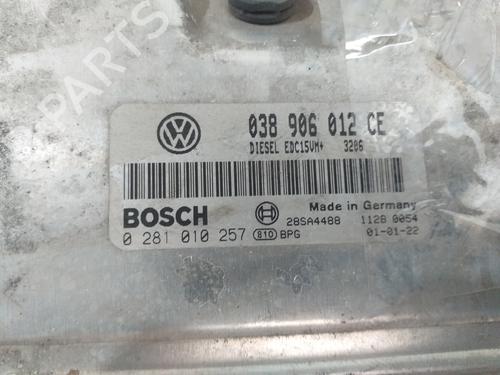 038 906 012 CE
DIESEL EDC15VM+ 3206
Made in Germany
BOSCH
28SA4488 1128 0054
0 281 010 257 810 BPG 01-01-22